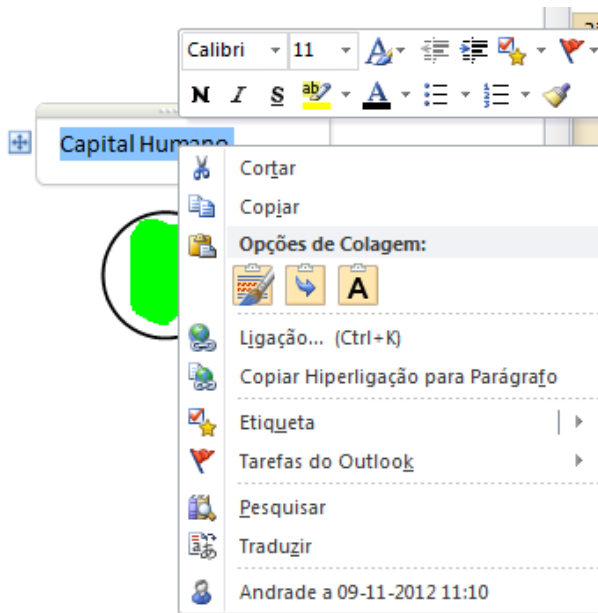 Calibri 11
N I S ab A
Capital Humano
Cortar
Copiar
Opções de Colagem:
A
Ligação... (Ctrl+K)
Copiar Hiperligação para Parágrafo
Etiqueta
Tarefas do Outlook
Pesquisar
Traduzir
Andrade a 09-11-2012 11:10